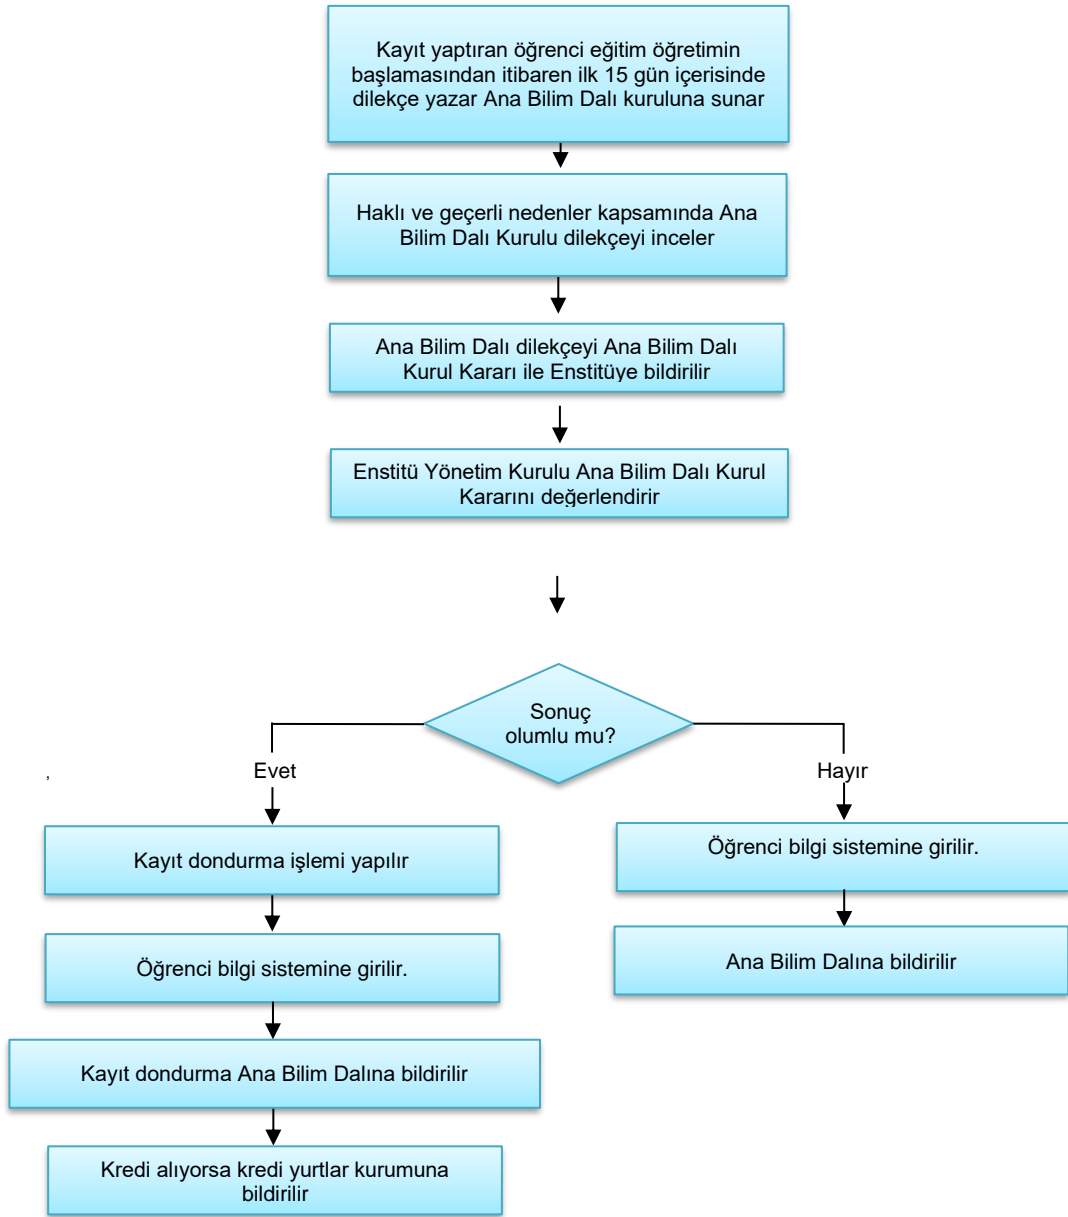 Kayıt yaptıran öğrenci eğitim öğretimin
başlamasından itibaren ilk 15 gün içerisinde
dilekçe yazar Ana Bilim Dalı kuruluna sunar
Haklı ve geçerli nedenler kapsamında Ana
Bilim Dalı Kurulu dilekçeyi inceler
Ana Bilim Dalı dilekçeyi Ana Bilim Dalı
Kurul Kararı ile Enstitüye bildirilir
Enstitü Yönetim Kurulu Ana Bilim Dalı Kurul
Kararını değerlendirir
Sonuç
olumlu mu?
,
Evet
Hayır
Kayıt dondurma işlemi yapılır
Öğrenci bilgi sistemine girilir.
Kayıt dondurma Ana Bilim Dalına bildirilir
Kredi alıyorsa kredi yurtlar kurumuna
bildirilir
Öğrenci bilgi sistemine girilir.
Ana Bilim Dalına bildirilir